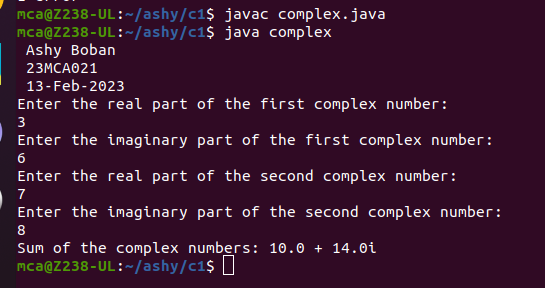 mca@Z238-UL:~/ashy/c1$ javac complex.java
mca@Z238-UL:~/ashy/c1$ java complex
Ashy Boban
23MCA021
13-Feb-2023
Enter the real part of the first complex number:
3
Enter the imaginary part of the first complex number:
6
Enter the real part of the second complex number:
7
Enter the imaginary part of the second complex number:
8
Sum of the complex numbers: 10.0 + 14.0i
mca@Z238-UL:~/ashy/c1$